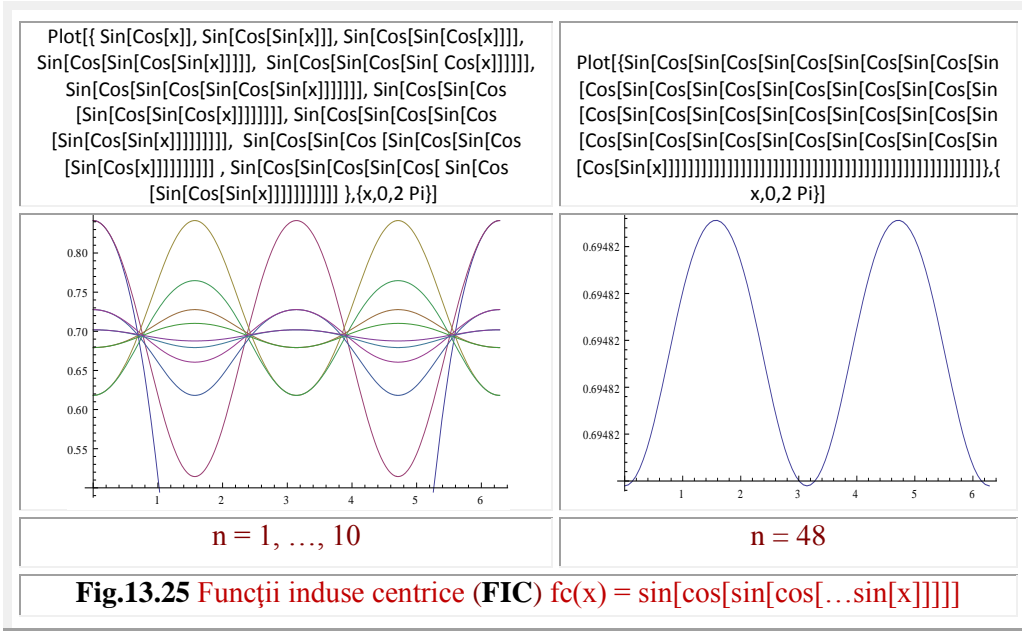 Plot[{ Sin[Cos[x]], Sin[Cos[Sin[x]]], Sin[Cos[Sin[Cos[x]]]],
Sin[Cos[Sin[Cos[Sin[x]]]]], Sin[Cos[Sin[Cos[Sin[ Cos[x]]]]]],
Sin[Cos[Sin[Cos[Sin[Cos[Sin[x]]]]]]], Sin[Cos[Sin[Cos
[Sin[Cos[Sin[Cos[x]]]]]]]], Sin[Cos[Sin[Cos[Sin[Cos
[Sin[Cos[Sin[x]]]]]]]]], Sin[Cos[Sin[Cos [Sin[Cos[Sin[Cos
[Sin[Cos[x]]]]]]]]]] , Sin[Cos[Sin[Cos[Sin[Cos[ Sin[Cos
[Sin[Cos[Sin[x]]]]]]]]]]] },{x,0,2 Pi}]
Plot[{Sin[Cos[Sin[Cos[Sin[Cos[Sin[Cos[Sin[Cos[Sin
[Cos[Sin[Cos[Sin[Cos[Sin[Cos[Sin[Cos[Sin[Cos[Sin
[Cos[Sin[Cos[Sin[Cos[Sin[Cos[Sin[Cos[Sin[Cos[Sin
[Cos[Sin[Cos[Sin[Cos[Sin[Cos[Sin[Cos[Sin[Cos[Sin
[Cos[Sin[x]]]]]]]]]]]]]]]]]]]]]]]]]]]]]]]]]]]]]]]]]]]]]]]]]},{
x,0,2 Pi}]
0.80
0.75
0.70
0.65
0.60
0.55
1 2 3 4 5 6
0.69482
0.69482
0.69482
0.69482
0.69482
1 2 3 4 5 6
n = 1, …, 10
n = 48
Fig.13.25 Funcţii induse centrice (FIC) fc(x) = sin[cos[sin[cos[…sin[x]]]]]